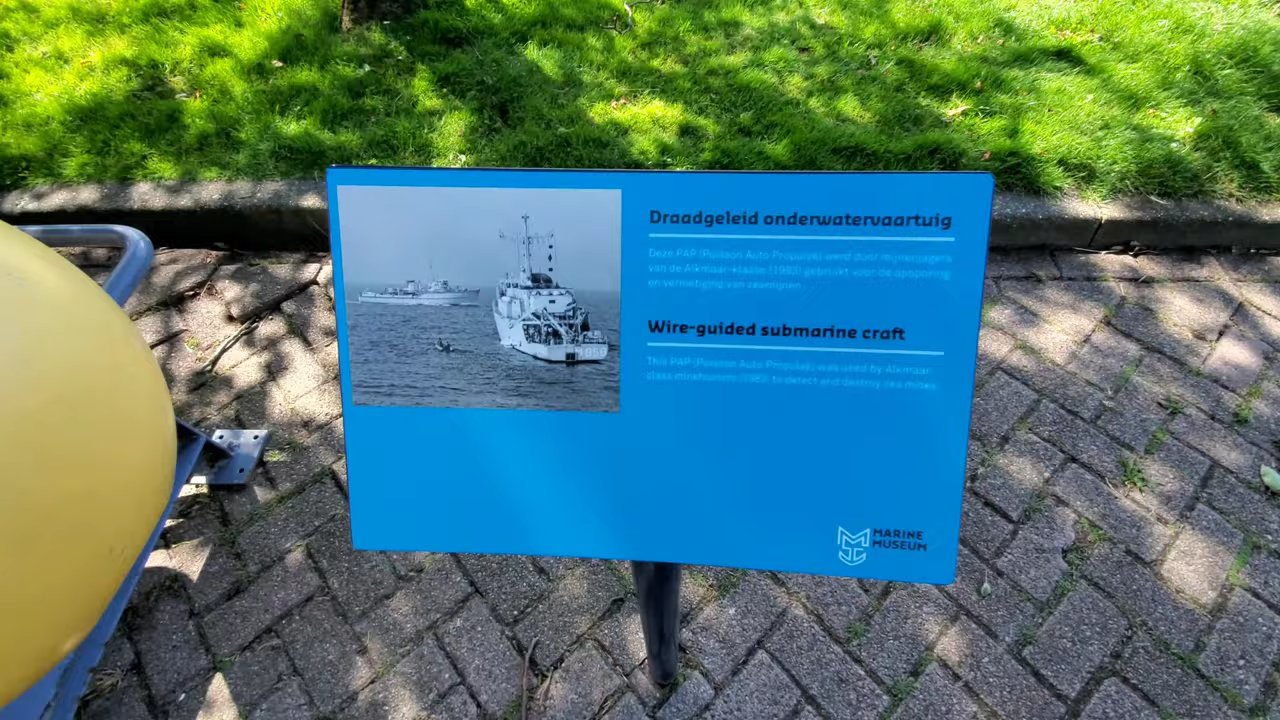 Draadgeleid onderwatervaartuig
Deze PAP (Poisson Auto Propulsé) werd door mijnenjagers
van de Alkmaar-klasse (1983) gebruikt voor de opsporing
en vernietiging van zeemijnen.
Wire-guided submarine craft
This PAP (Poisson Auto Propulsé) was used by Alkmaar
class minehunters (1983) to detect and destroy sea mines.
MARINE
MUSEUM